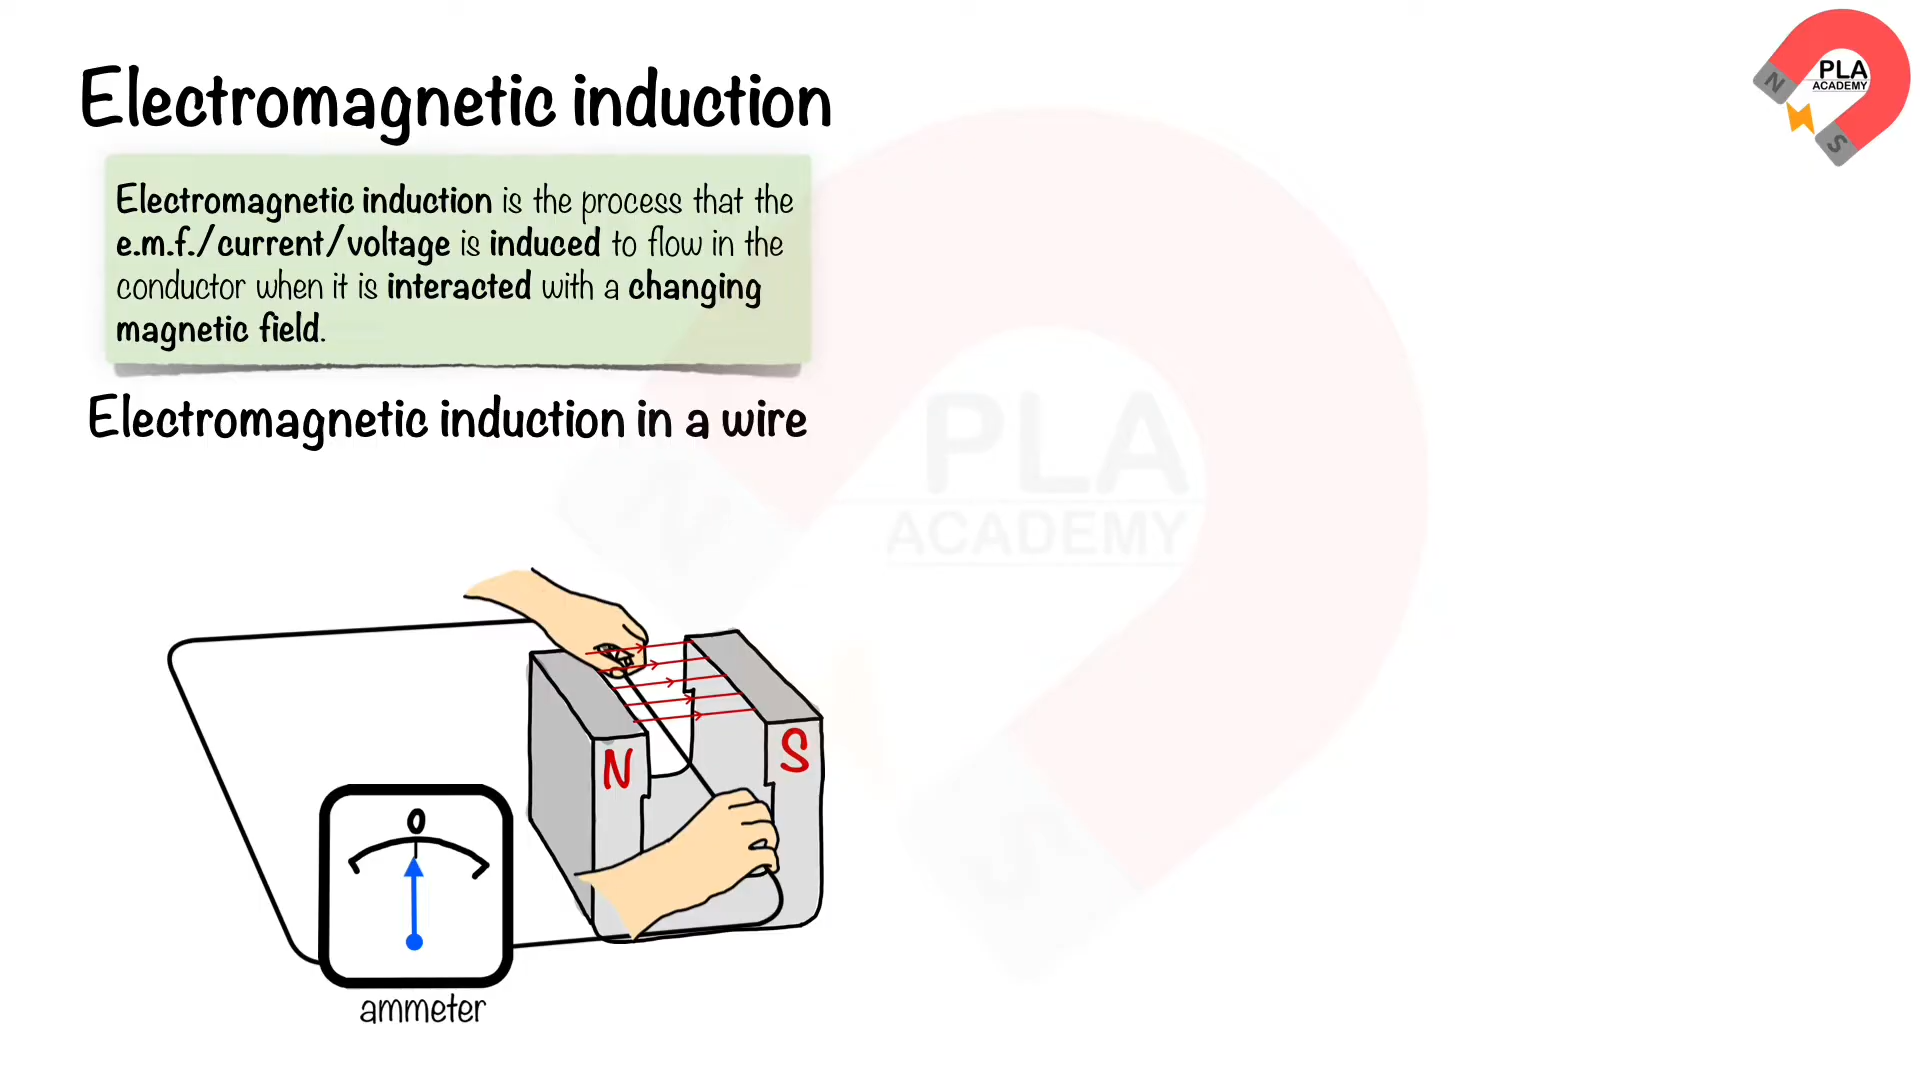 Electromagnetic induction
Electromagnetic induction is the process that the
e.m.f./current/voltage is induced to flow in the
conductor when it is interacted with a changing
magnetic field.
Electromagnetic induction in a wire
N
S
0
ammeter
PLA
ACADEMY
N
S
PLA
ACADEMY
N
S